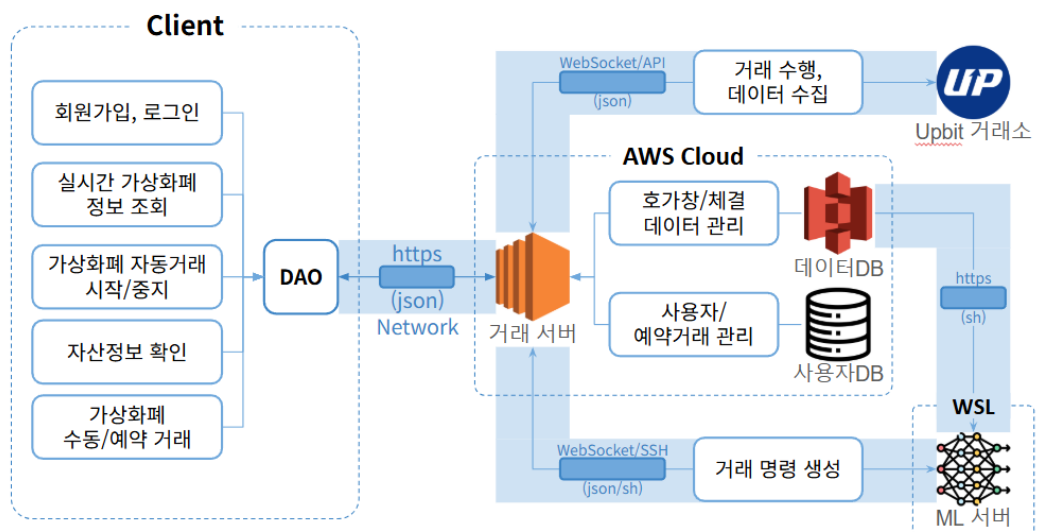 Client
회원가입, 로그인
실시간 가상화폐
정보 조회
가상화폐 자동거래
시작/중지
자산정보 확인
가상화폐
수동/예약 거래
DAO
https
(json)
Network
WebSocket/API
(json)
거래 수행,
데이터 수집
UP
Upbit 거래소
AWS Cloud
호가창/체결
데이터 관리
데이터DB
거래 서버
사용자/
예약거래 관리
사용자DB
https
(sh)
WebSocket/SSH
(json/sh)
거래 명령 생성
WSL
ML 서버